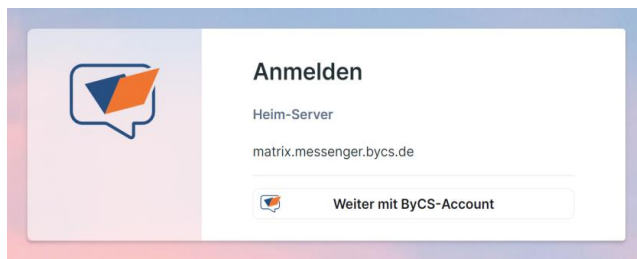 Anmelden
Heim-Server
matrix.messenger.bycs.de
Weiter mit ByCS-Account